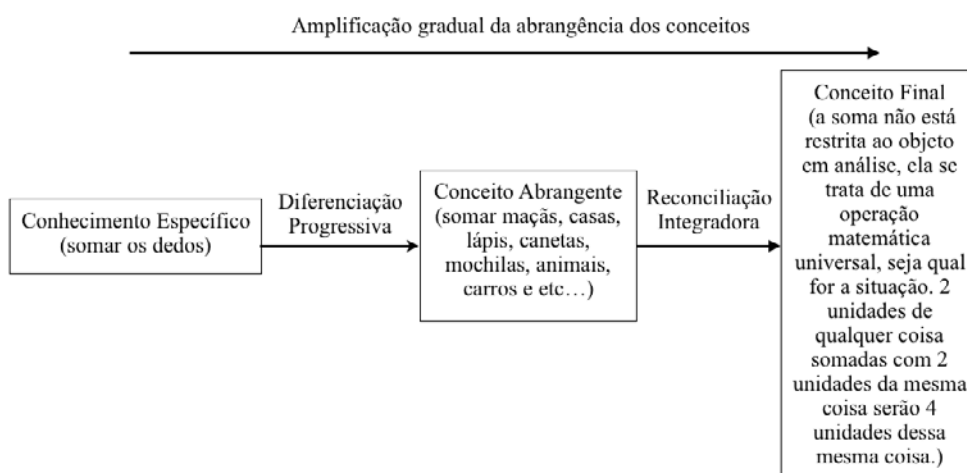 Amplificação gradual da abrangência dos conceitos
Conhecimento Específico
(somar os dedos)
Diferenciação
Progressiva
Conceito Abrangente
(somar maçãs, casas,
lápis, canetas,
mochilas, animais,
carros e etc…)
Reconciliação
Integradora
Conceito Final
(a soma não está
restrita ao objeto
em análise, ela se
trata de uma
operação
matemática
universal, seja qual
for a situação. 2
unidades de
qualquer coisa
somadas com 2
unidades da mesma
coisa serão 4
unidades dessa
mesma coisa.)